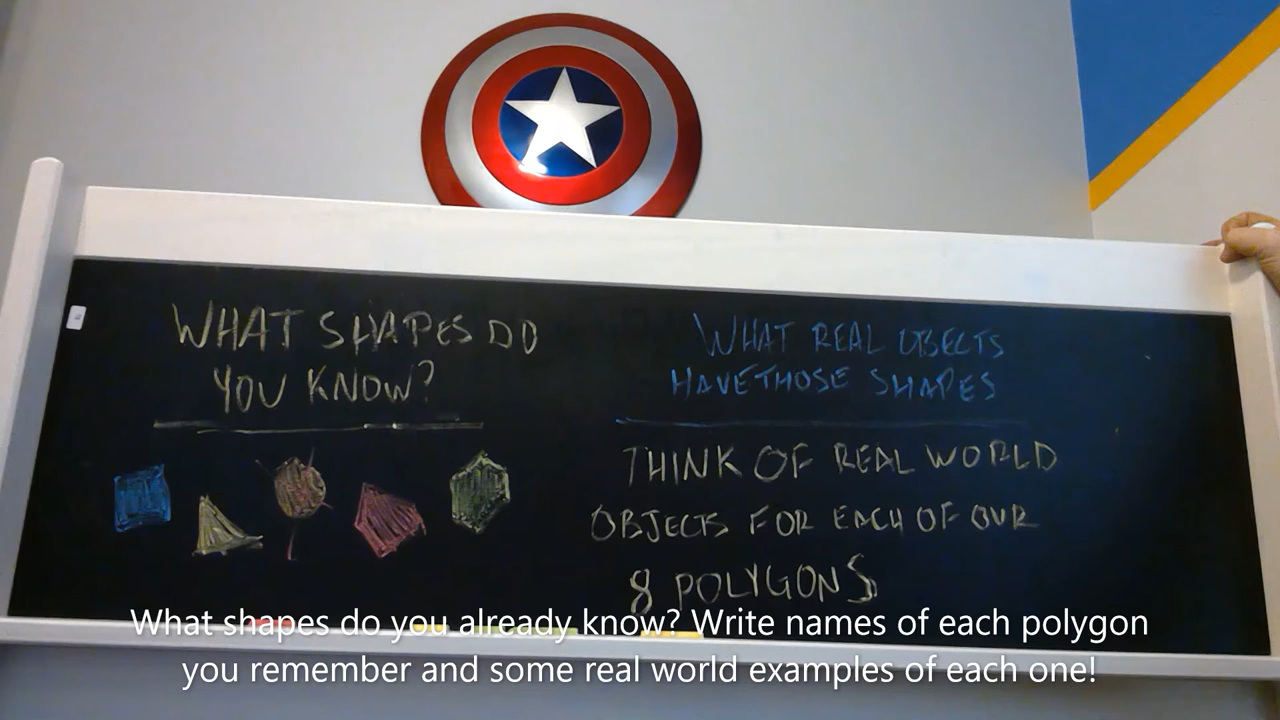 WHAT SHAPES DO
YOU KNOW?
WHAT REAL OBJECTS
HAVE THOSE SHAPES
THINK OF REAL WORLD
OBJECTS FOR EACH OF OUR
8 POLYGONS
What shapes do you already know? Write names of each polygon
you remember and some real world examples of each one!